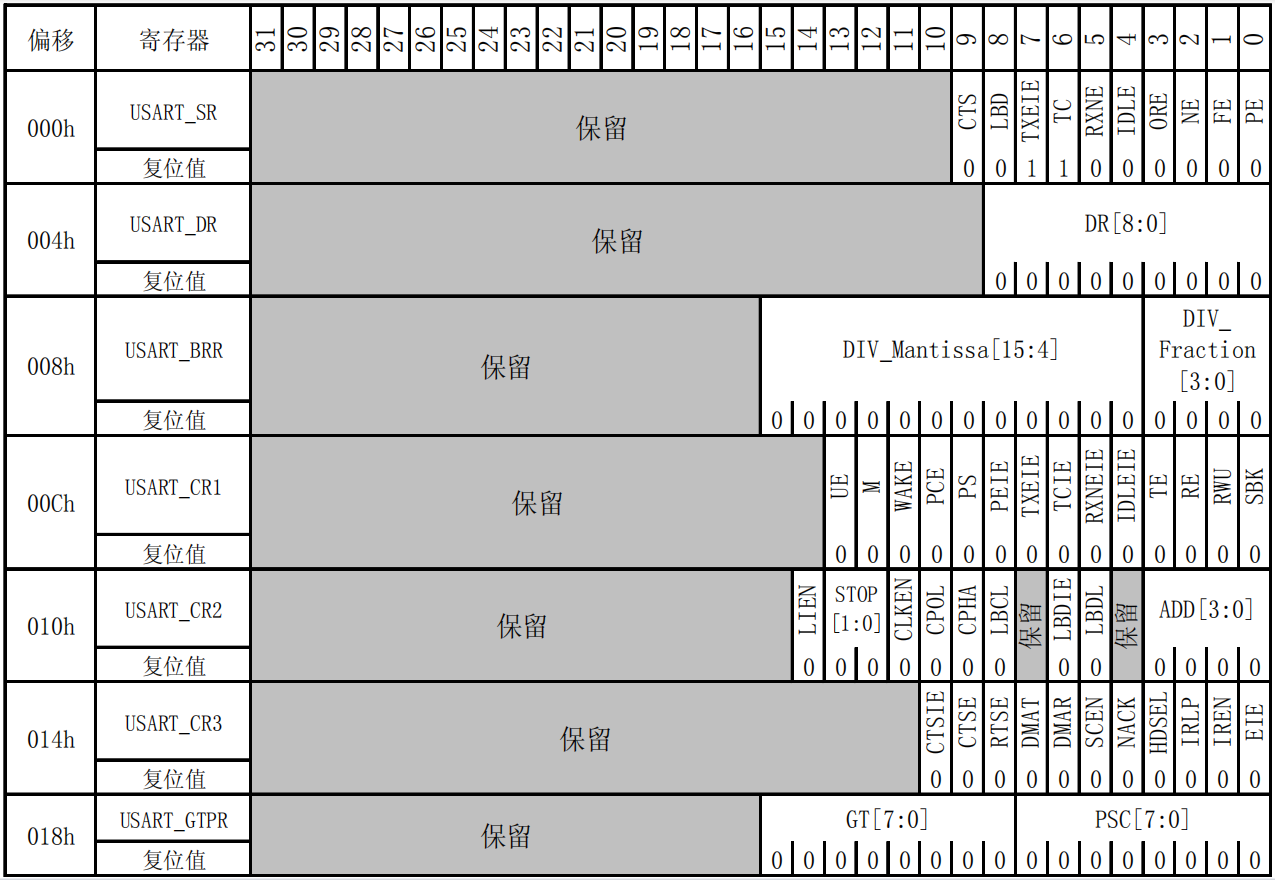 偏移 寄存器 31 30 29 28 27 26 25 24 23 22 21 20 19 18 17 16 15 14 13 12 11 10 9 8 7 6 5 4 3 2 1 0
000h USART_SR 保留 CTS LBD TXEIE TC RXNE IDLE ORE NE FE PE
复位值 0 0 1 1 0 0 0 0 0 0
004h USART_DR 保留 DR[8:0]
复位值 0 0 0 0 0 0 0 0 0
008h USART_BRR 保留 DIV_Mantissa[15:4] DIV_
Fraction
[3:0]
复位值 0 0 0 0 0 0 0 0 0 0 0 0 0 0 0 0
00Ch USART_CR1 保留 UE M WAKE PCE PS PEIE TXEIE TCIE RXNEIE IDLEIE TE RE RWU SBK
复位值 0 0 0 0 0 0 0 0 0 0 0 0 0 0
010h USART_CR2 保留 LIEN STOP
[1:0] CLKEN CPOL CPHA LBCL 保留 LBDIE LBDL 保留 ADD[3:0]
复位值 0 0 0 0 0 0 0 0 0 0 0 0 0
014h USART_CR3 保留 CTSIE CTSE RTSE DMAT DMAR SCEN NACK HDSEL IRLP IREN EIE
复位值 0 0 0 0 0 0 0 0 0 0 0
018h USART_GTPR 保留 GT[7:0] PSC[7:0]
复位值 0 0 0 0 0 0 0 0 0 0 0 0 0 0 0 0